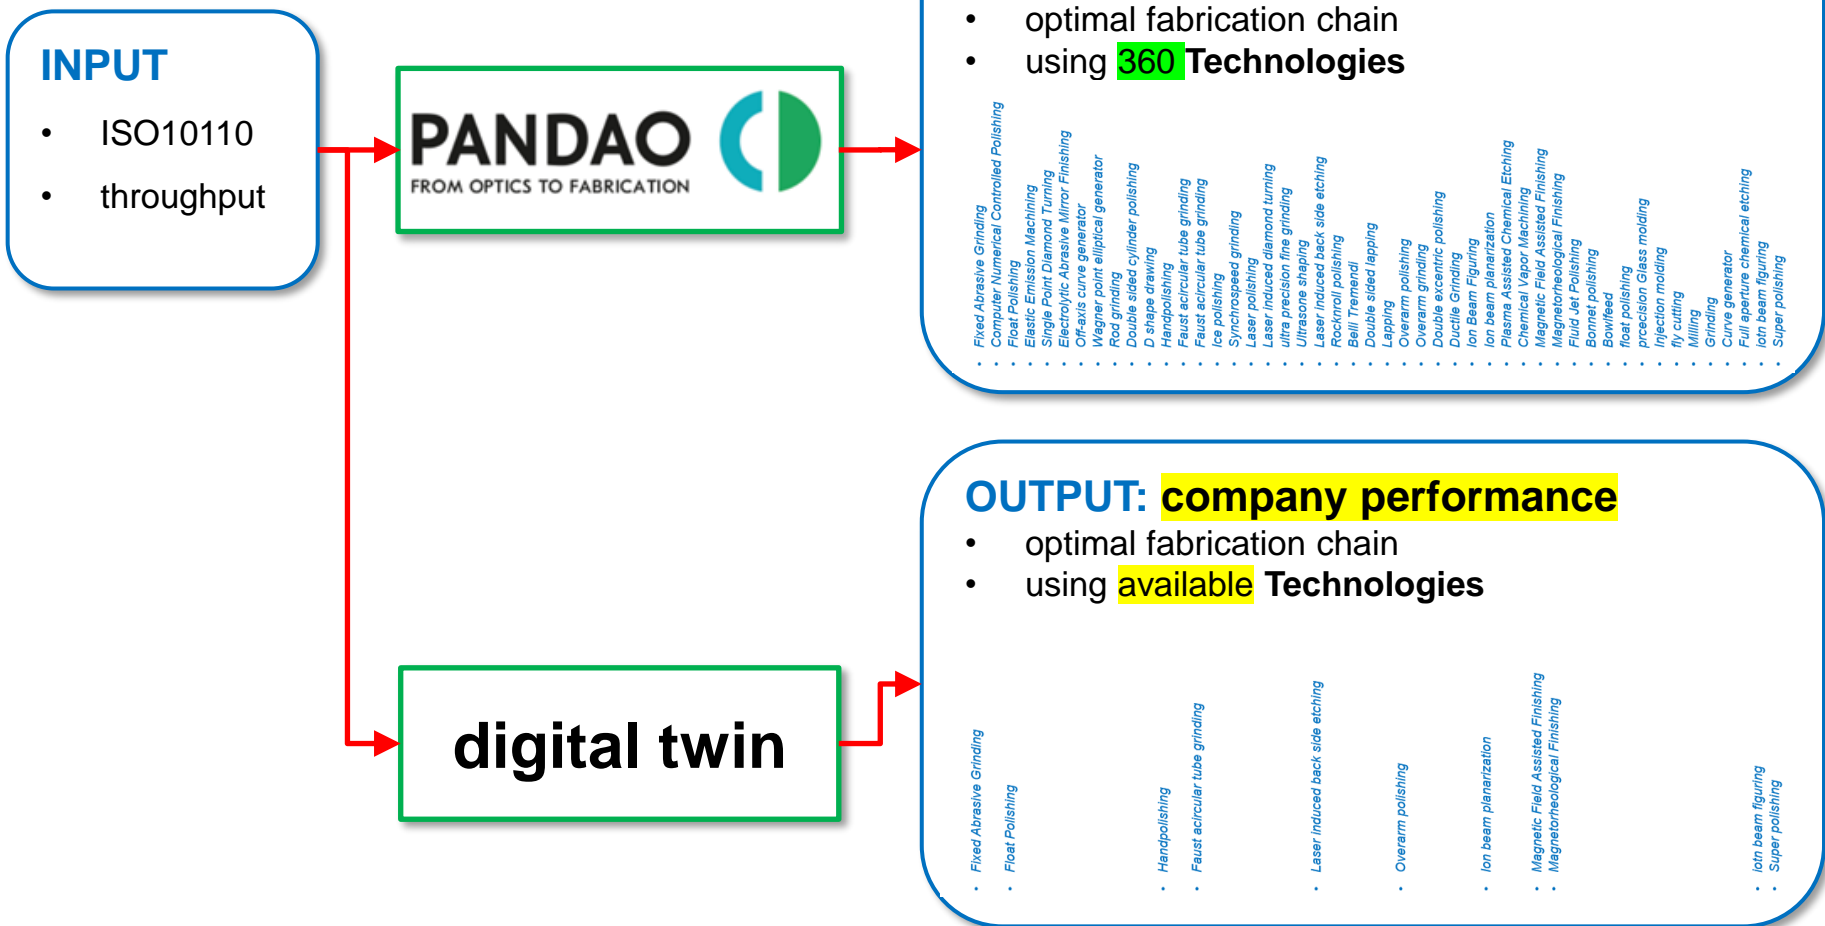 INPUT
• ISO10110
• throughput
PANDAO
FROM OPTICS TO FABRICATION
• optimal fabrication chain
• using 360 Technologies
• Fixed Abrasive Grinding
• Computer Numerical Controlled Polishing
• Float Polishing
• Elastic Emission Machining
• Single Point Diamond Turning
• Electrolytic Abrasive Mirror Finishing
• Off-axis curve generator
• Wagner point elliptical generator
• Rod grinding
• Double sided cylinder polishing
• D shape drawing
• Handpolishing
• Faust acircular tube grinding
• Faust acircular tube grinding
• Ice polishing
• Synchrospeed grinding
• Laser polishing
• Laser induced diamond turning
• ultra precision fine grinding
• Ultrasone shaping
• Laser induced back side etching
• Rocknroll polishing
• Belli Tremendi
• Double sided lapping
• Lapping
• Overarm polishing
• Overarm grinding
• Double excentric polishing
• Ductile Grinding
• Ion Beam Figuring
• Ion beam planarization
• Plasma Assisted Chemical Etching
• Chemical Vapor Machining
• Magnetic Field Assisted Finishing
• Magnetorheological Finishing
• Fluid Jet Polishing
• Bonnet polishing
• Bowlfeed
• float polishing
• prcecision Glass molding
• Injection molding
• fly cutting
• Milling
• Grinding
• Curve generator
• Full aperture chemical etching
• iotn beam figuring
• Super polishing
digital twin
OUTPUT: company performance
• optimal fabrication chain
• using available Technologies
• Fixed Abrasive Grinding
• Float Polishing
• Handpolishing
• Faust acircular tube grinding
• Laser induced back side etching
• Overarm polishing
• Ion beam planarization
• Magnetic Field Assisted Finishing
• Magnetorheological Finishing
• iotn beam figuring
• Super polishing